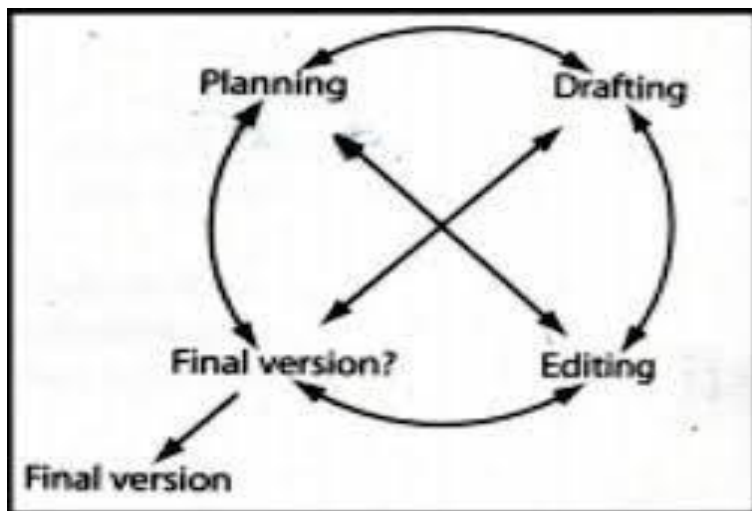 Planning
Drafting
Final version?
Editing
Final version